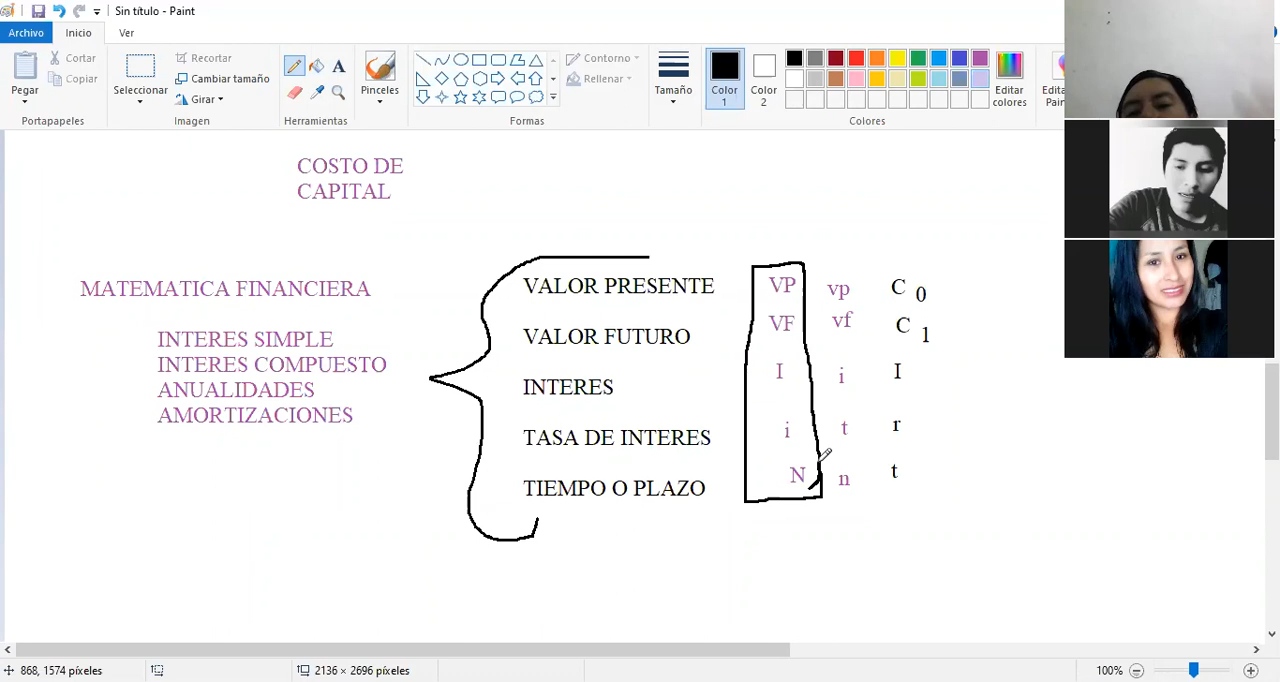 Sin título - Paint
Archivo Inicio Ver
Pegar
Cortar
Copiar
Portapapeles
Seleccionar
Recortar
Cambiar tamaño
Girar
Imagen
A
Herramientas
Pinceles
Formas
Contorno
Rellenar
Tamaño
Color 1
Color 2
Colores
Editar colores
COSTO DE
CAPITAL
MATEMATICA FINANCIERA
INTERES SIMPLE
INTERES COMPUESTO
ANUALIDADES
AMORTIZACIONES
VALOR PRESENTE VP vp C 0
VALOR FUTURO VF vf C 1
INTERES I i I
TASA DE INTERES i t r
TIEMPO O PLAZO N n t
868, 1574 píxeles 2136 × 2696 píxeles 100%